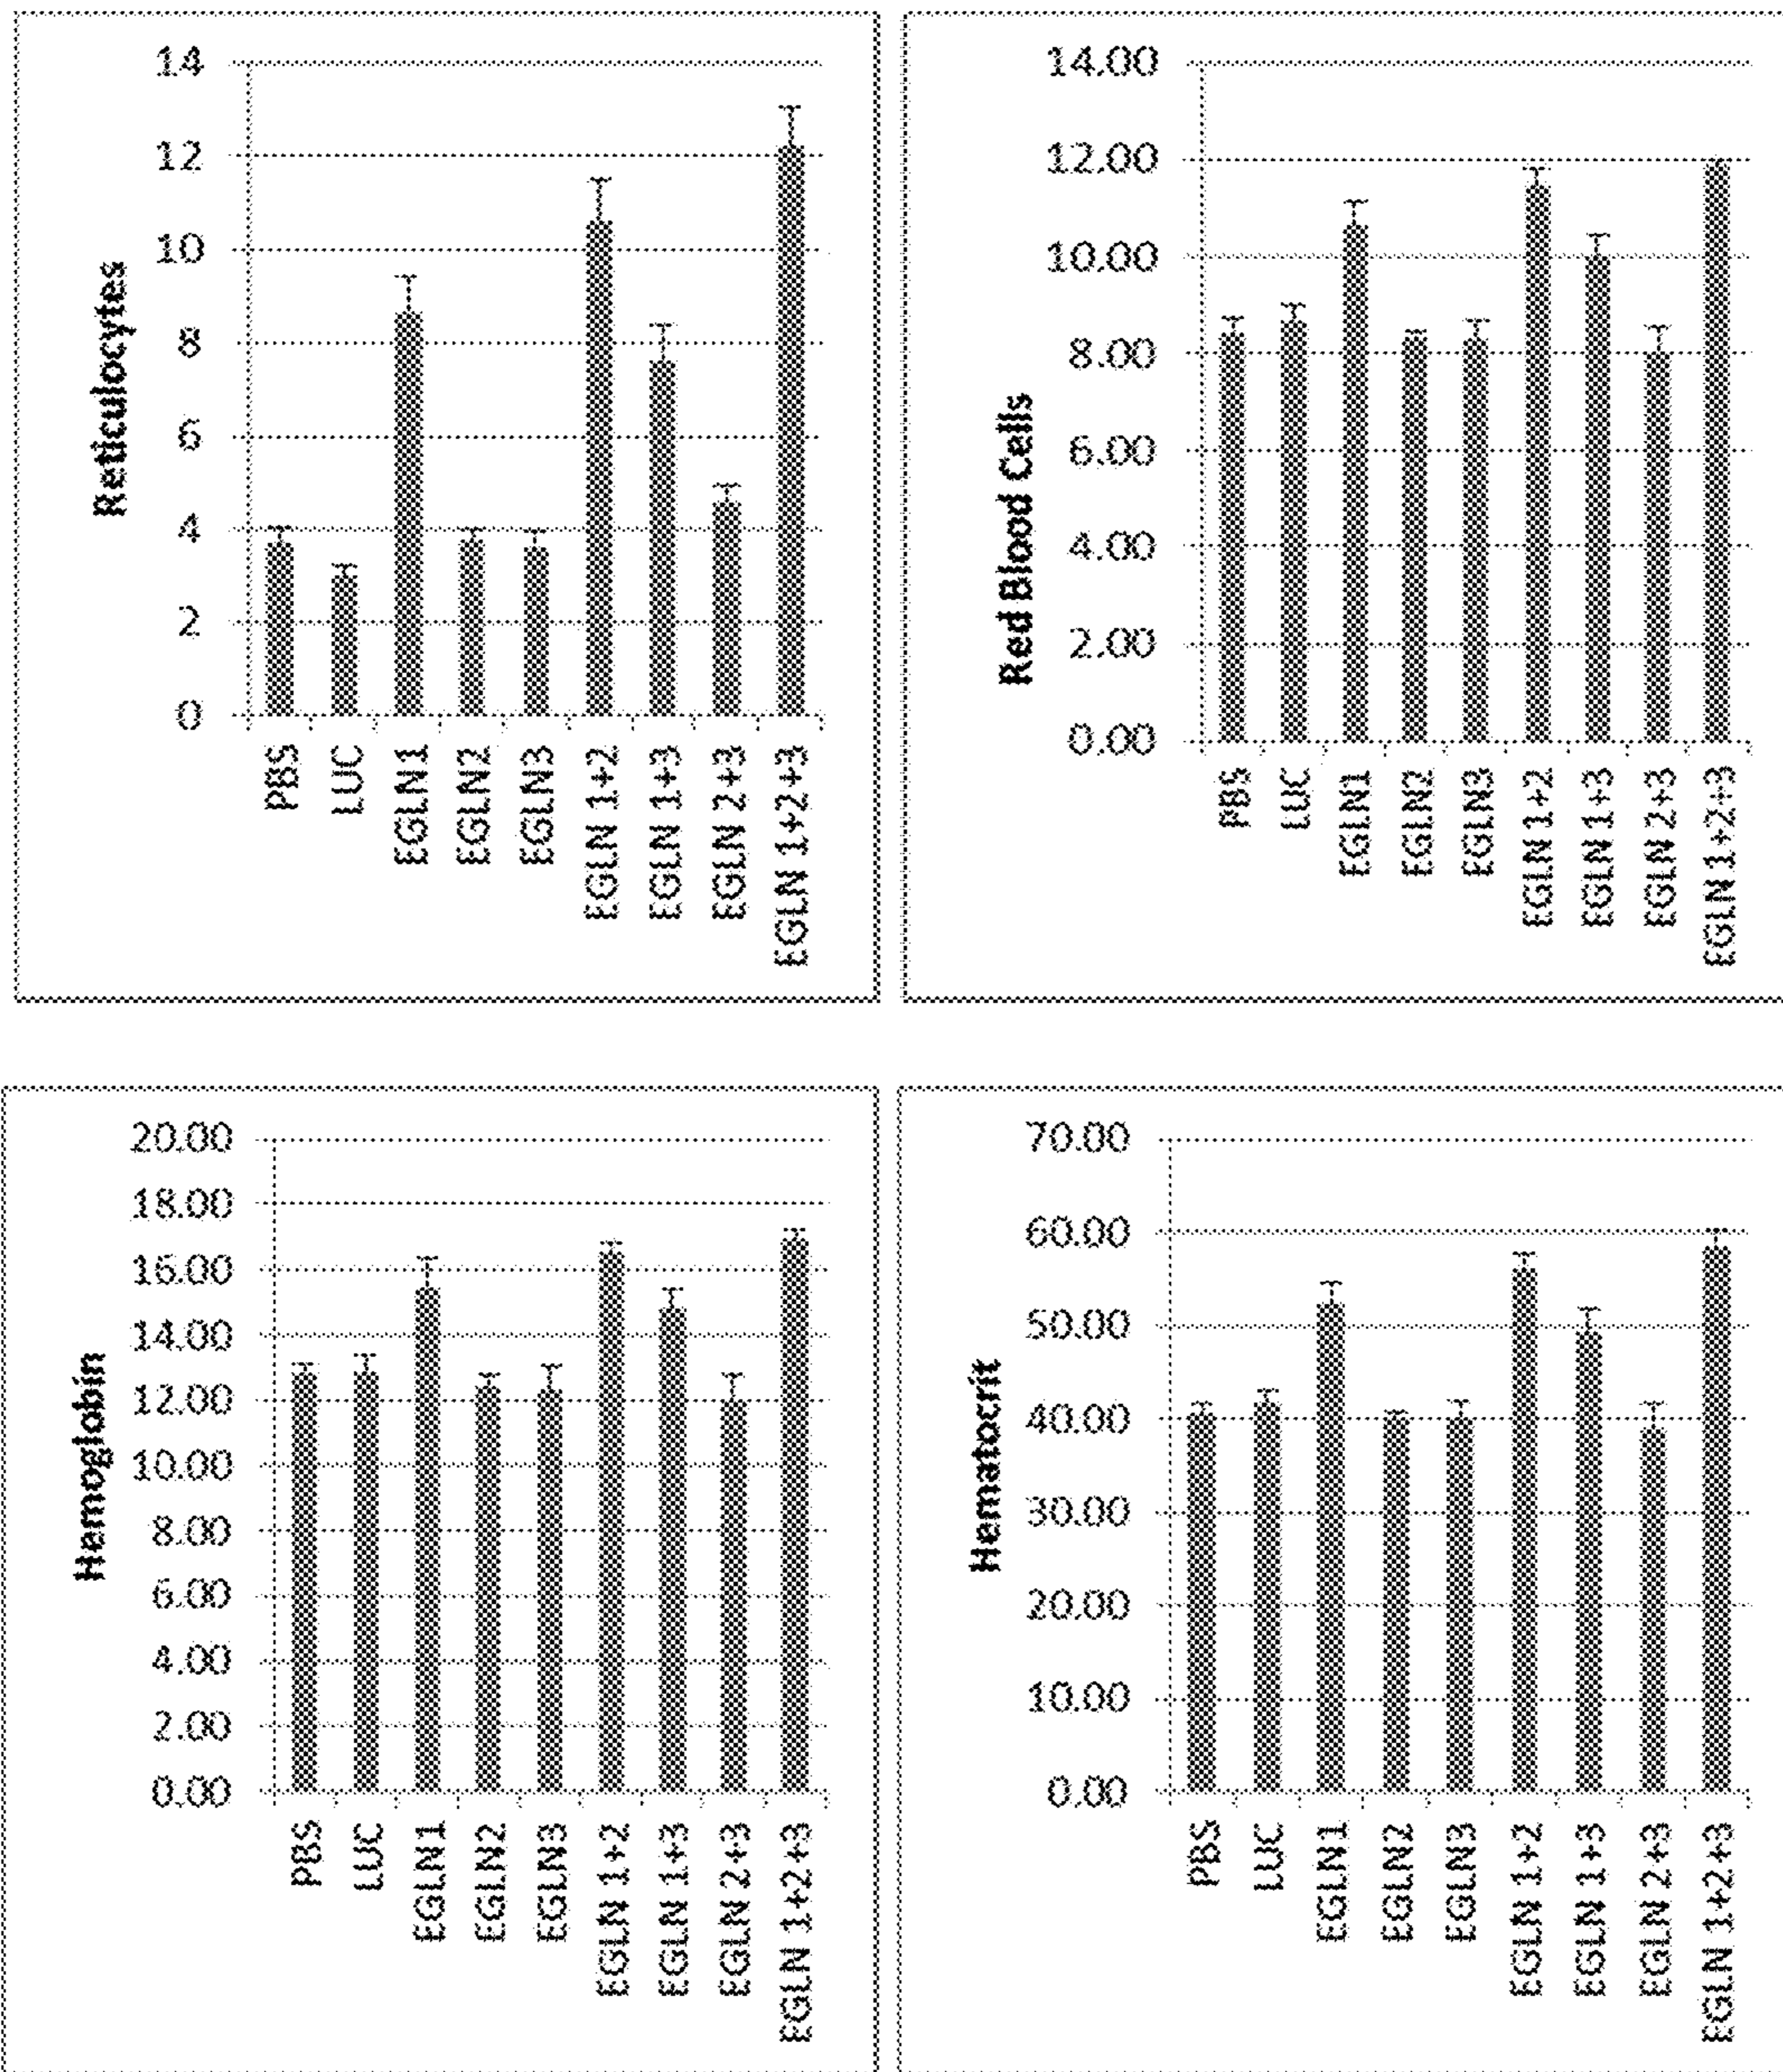 Reticulocytes
14
12
10
8
6
4
2
0
PBS
LUC
EGLN1
EGLN2
EGLN3
EGLN 1+2
EGLN 1+3
EGLN 2+3
EGLN 1+2+3
Red Blood Cells
14.00
12.00
10.00
8.00
6.00
4.00
2.00
0.00
PBS
LUC
EGLN1
EGLN2
EGLN3
EGLN 1+2
EGLN 1+3
EGLN 2+3
EGLN 1+2+3
Hemoglobin
20.00
18.00
16.00
14.00
12.00
10.00
8.00
6.00
4.00
2.00
0.00
PBS
LUC
EGLN1
EGLN2
EGLN3
EGLN 1+2
EGLN 1+3
EGLN 2+3
EGLN 1+2+3
Hematocrit
70.00
60.00
50.00
40.00
30.00
20.00
10.00
0.00
PBS
LUC
EGLN1
EGLN2
EGLN3
EGLN 1+2
EGLN 1+3
EGLN 2+3
EGLN 1+2+3